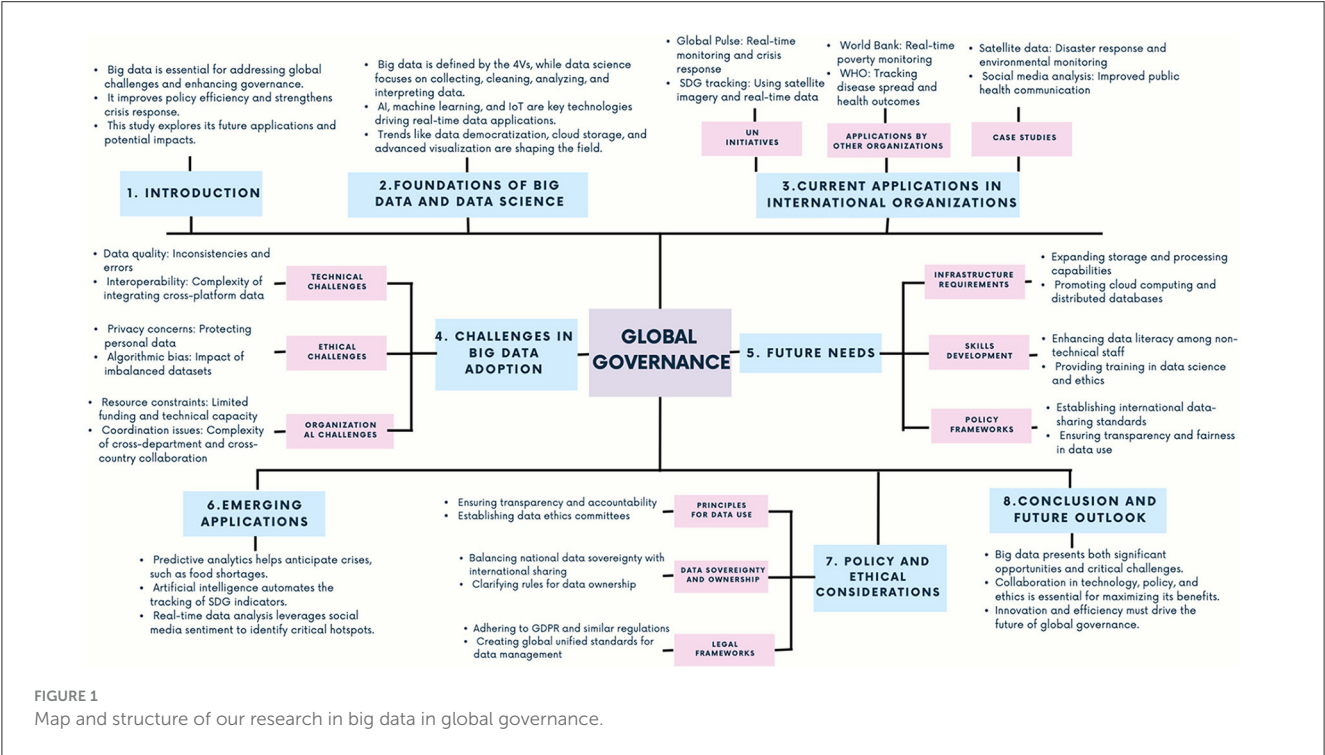 • Big data is essential for addressing global
challenges and enhancing governance.
• It improves policy efficiency and strengthens
crisis response.
• This study explores its future applications and
potential impacts.
1. INTRODUCTION
• Big data is defined by the 4Vs, while data science
focuses on collecting, cleaning, analyzing, and
interpreting data.
• AI, machine learning, and IoT are key technologies
driving real-time data applications.
• Trends like data democratization, cloud storage, and
advanced visualization are shaping the field.
2.FOUNDATIONS OF BIG
DATA AND DATA SCIENCE
• Global Pulse: Real-time
monitoring and crisis
response
• SDG tracking: Using satellite
imagery and real-time data
UN
INITIATIVES
• World Bank: Real-time
poverty monitoring
• WHO: Tracking
disease spread and
health outcomes
APPLICATIONS BY
OTHER ORGANIZATIONS
• Satellite data: Disaster response and
environmental monitoring
• Social media analysis: Improved public
health communication
CASE STUDIES
3.CURRENT APPLICATIONS IN
INTERNATIONAL ORGANIZATIONS
• Data quality: Inconsistencies and
errors
• Interoperability: Complexity of
integrating cross-platform data
TECHNICAL
CHALLENGES
• Privacy concerns: Protecting
personal data
• Algorithmic bias: Impact of
imbalanced datasets
ETHICAL
CHALLENGES
• Resource constraints: Limited
funding and technical capacity
• Coordination issues: Complexity
of cross-department and cross-
country collaboration
ORGANIZATION
AL CHALLENGES
4. CHALLENGES IN
BIG DATA
ADOPTION
GLOBAL
GOVERNANCE
5. FUTURE NEEDS
INFRASTRUCTURE
REQUIREMENTS
• Expanding storage and processing
capabilities
• Promoting cloud computing and
distributed databases
SKILLS
DEVELOPMENT
• Enhancing data literacy among non-
technical staff
• Providing training in data science
and ethics
POLICY
FRAMEWORKS
• Establishing international data-
sharing standards
• Ensuring transparency and fairness
in data use
6.EMERGING
APPLICATIONS
• Predictive analytics helps anticipate crises,
such as food shortages.
• Artificial intelligence automates the
tracking of SDG indicators.
• Real-time data analysis leverages social
media sentiment to identify critical hotspots.
• Ensuring transparency and accountability
• Establishing data ethics committees
PRINCIPLES
FOR DATA USE
• Balancing national data sovereignty with
international sharing
• Clarifying rules for data ownership
DATA SOVEREIGNTY
AND OWNERSHIP
• Adhering to GDPR and similar regulations
• Creating global unified standards for
data management
LEGAL
FRAMEWORKS
7. POLICY AND
ETHICAL
CONSIDERATIONS
8.CONCLUSION AND
FUTURE OUTLOOK
• Big data presents both significant
opportunities and critical challenges.
• Collaboration in technology, policy, and
ethics is essential for maximizing its benefits.
• Innovation and efficiency must drive the
future of global governance.
FIGURE 1
Map and structure of our research in big data in global governance.